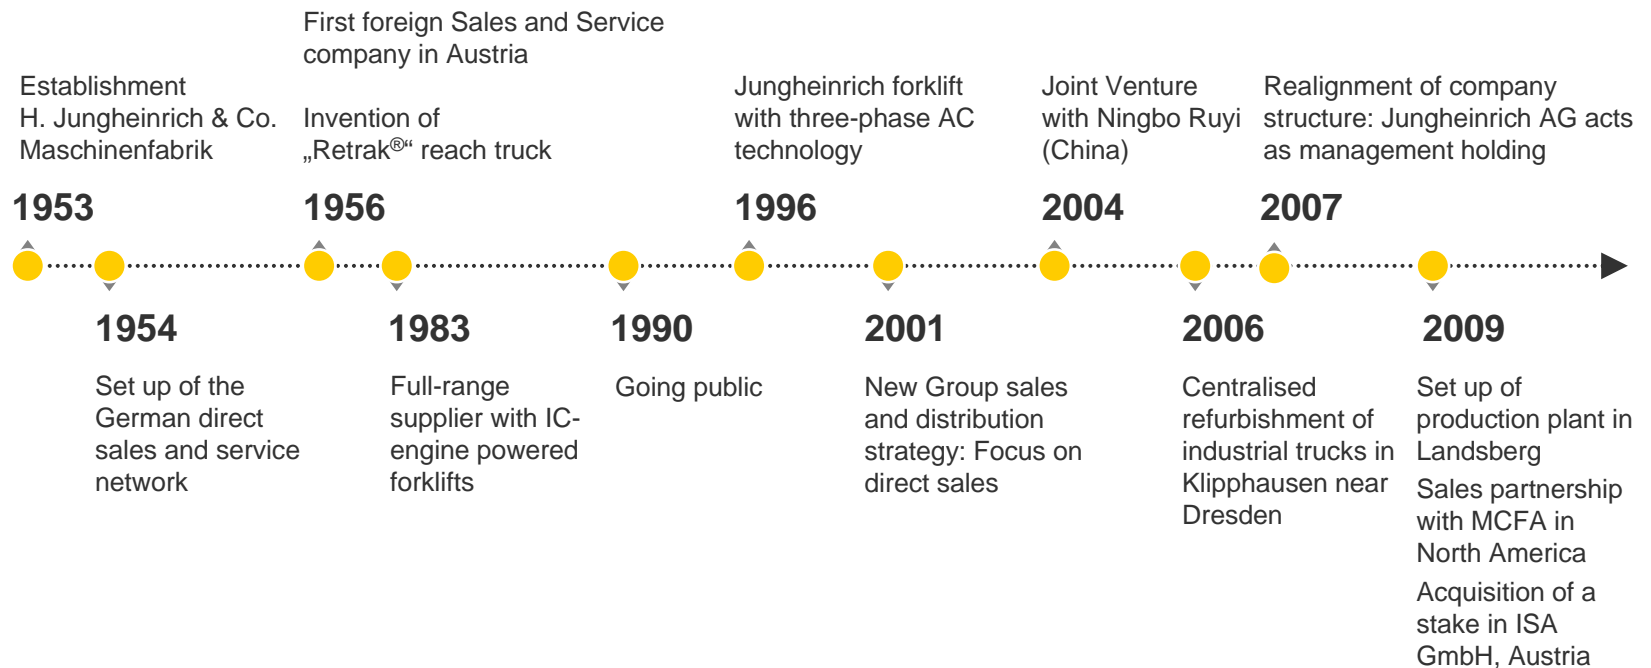 First foreign Sales and Service
company in Austria
Establishment
H. Jungheinrich & Co.
Maschinenfabrik
Invention of
„Retrak®“ reach truck
Jungheinrich forklift
with three-phase AC
technology
Joint Venture
with Ningbo Ruyi
(China)
Realignment of company
structure: Jungheinrich AG acts
as management holding
1953
1956
1996
2004
2007
1954
1983
1990
2001
2006
2009
Set up of the
German direct
sales and service
network
Full-range
supplier with IC-
engine powered
forklifts
Going public
New Group sales
and distribution
strategy: Focus on
direct sales
Centralised
refurbishment of
industrial trucks in
Klipphausen near
Dresden
Set up of
production plant in
Landsberg
Sales partnership
with MCFA in
North America
Acquisition of a
stake in ISA
GmbH, Austria